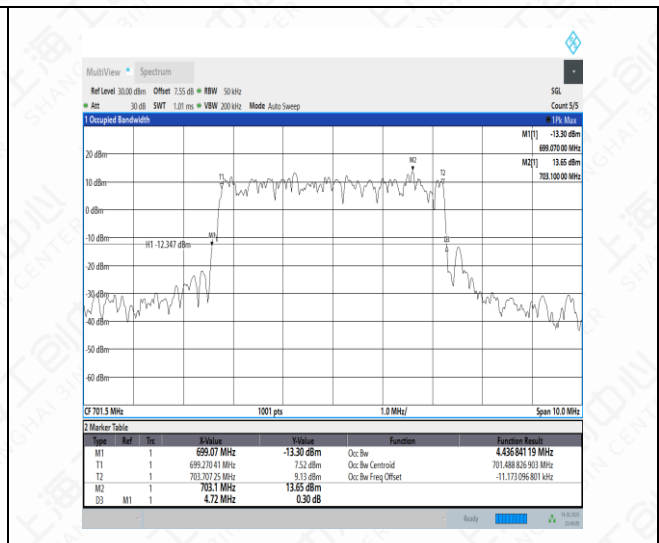 MultiView Spectrum
Ref Level 30.00 dBm Offset 7.55 dB RBW 50 kHz SGL
Att 30 dB SWT 1.01 ms VBW 200 kHz Mode Auto Sweep Count 5/5
1 Occupied Bandwidth 1Pk Max
M1[1] -13.30 dBm
699.070 00 MHz
M2[1] 13.65 dBm
703.100 00 MHz
20 dBm
M2
T1
T2
10 dBm
0 dBm
-10 dBm
M1
D3
H1 -12.347 dBm
-20 dBm
-30 dBm
-40 dBm
-50 dBm
-60 dBm
CF 701.5 MHz 1001 pts 1.0 MHz/ Span 10.0 MHz
2 Marker Table
Type Ref Trc X-Value Y-Value Function Function Result
M1 1 699.07 MHz -13.30 dBm Occ Bw 4.436 841 19 MHz
T1 1 699.270 41 MHz 7.52 dBm Occ Bw Centroid 701.488 826 903 MHz
T2 1 703.707 25 MHz 9.13 dBm Occ Bw Freq Offset -11.173 096 801 kHz
M2 1 703.1 MHz 13.65 dBm
D3 M1 1 4.72 MHz 0.30 dB
Ready